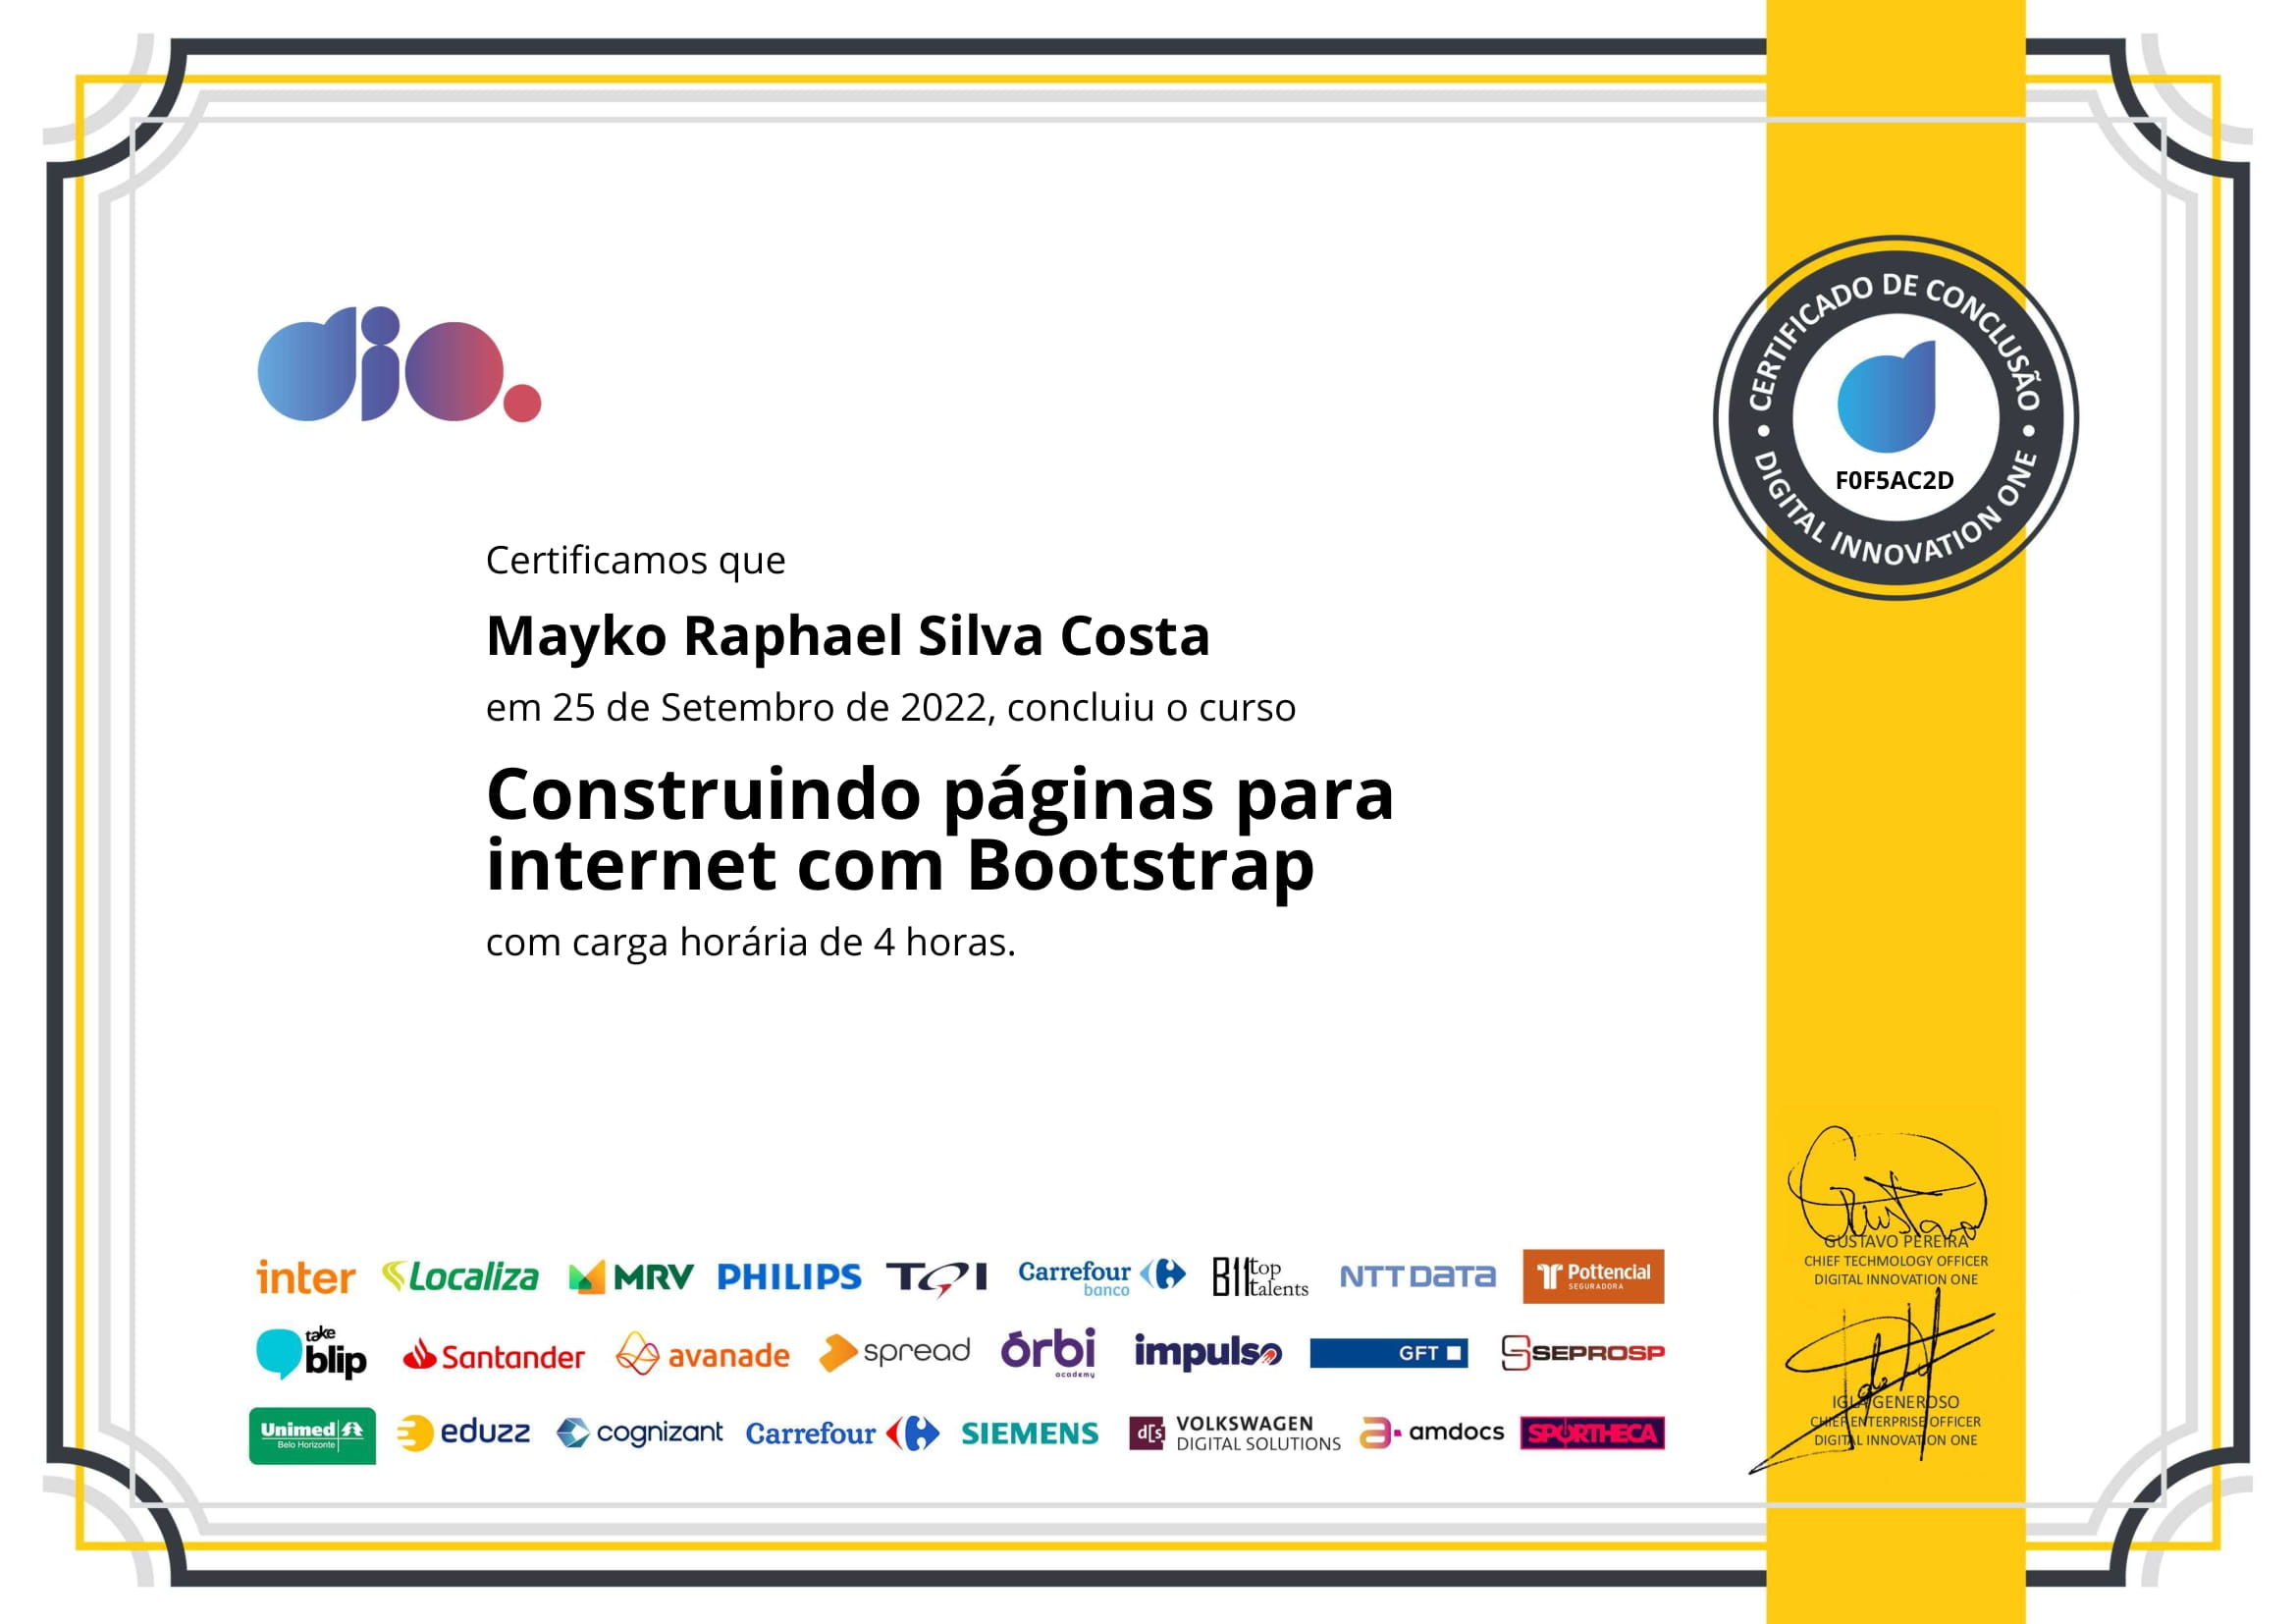 dio.
CERTIFICADO DE CONCLUSÃO
F0F5AC2D
DIGITAL INNOVATION ONE
Certificamos que
Mayko Raphael Silva Costa
em 25 de Setembro de 2022, concluiu o curso
Construindo páginas para
internet com Bootstrap
com carga horária de 4 horas.
GUSTAVO PEREIRA
CHIEF TECHMOLOGY OFFICER
DIGITAL INNOVATION ONE
inter Localiza MRV PHILIPS TQI Carrefour banco B11 top talents NTT DATA Pottencial SEGURADORA
take blip Santander avanade spread órbi academy impulso GFT SEPROSP
IGLA GENEROSO
CHIEF ENTERPRISE OFFICER
DIGITAL INNOVATION ONE
Unimed Belo Horizonte eduzz cognizant Carrefour SIEMENS d[s VOLKSWAGEN DIGITAL SOLUTIONS a amdocs SPORTHECA